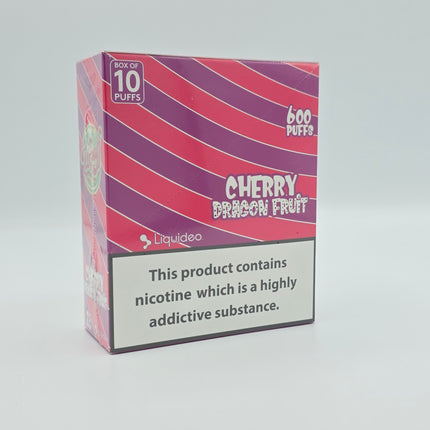 BOX OF
10
PUFFS
600
PUFFS
CHERRY
DRAGON FRUIT
Liquideo
This product contains
nicotine which is a highly
addictive substance.